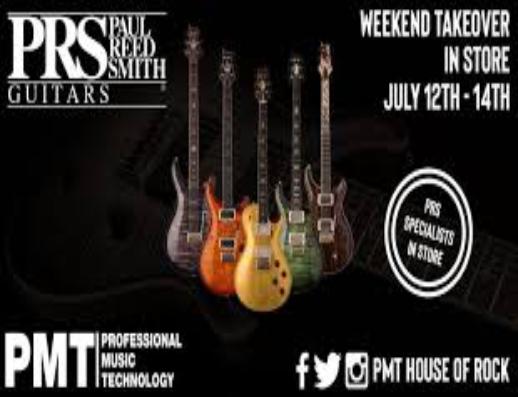 PRS PAUL
REED
SMITH
GUITARS
WEEKEND TAKEOVER
IN STORE
JULY 12TH - 14TH
PRS
SPECIALISTS
IN STORE
PMT PROFESSIONAL
MUSIC
TECHNOLOGY
PMT HOUSE OF ROCK